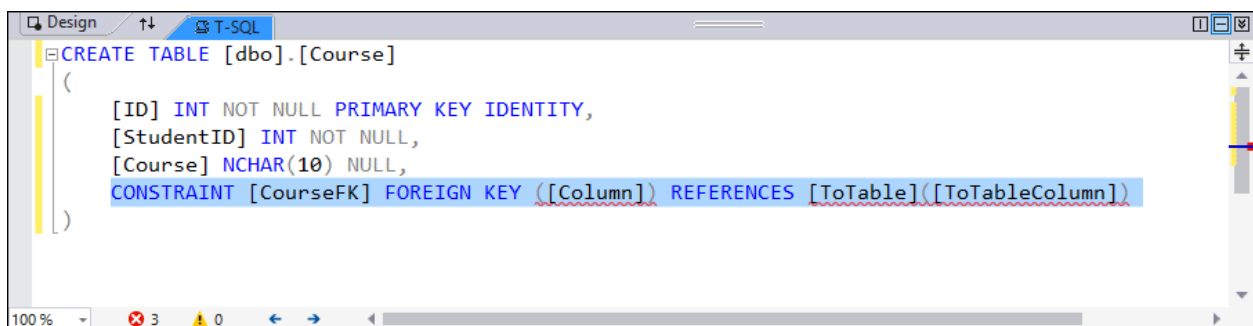 Design T-SQL
CREATE TABLE [dbo].[Course]
(
[ID] INT NOT NULL PRIMARY KEY IDENTITY,
[StudentID] INT NOT NULL,
[Course] NCHAR(10) NULL,
CONSTRAINT [CourseFK] FOREIGN KEY ([Column]) REFERENCES [ToTable]([ToTableColumn])
)
100 % 3 0